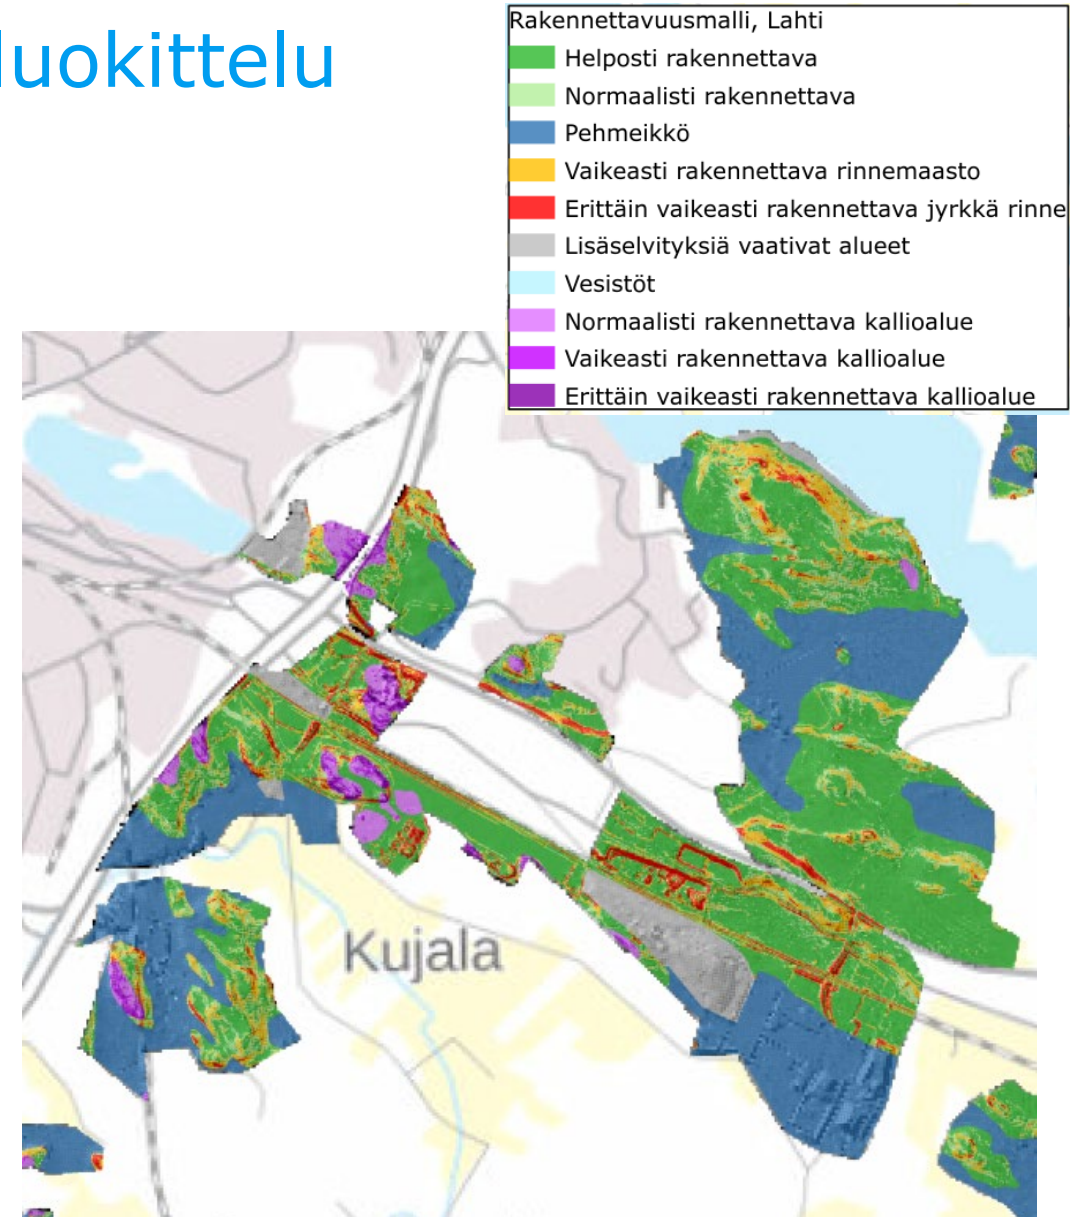 luokittelu
Rakennettavuusmalli, Lahti
Helposti rakennettava
Normaalisti rakennettava
Pehmeikkö
Vaikeasti rakennettava rinnemaasto
Erittäin vaikeasti rakennettava jyrkkä rinne
Lisäselvityksiä vaativat alueet
Vesistöt
Normaalisti rakennettava kallioalue
Vaikeasti rakennettava kallioalue
Erittäin vaikeasti rakennettava kallioalue
Kujala